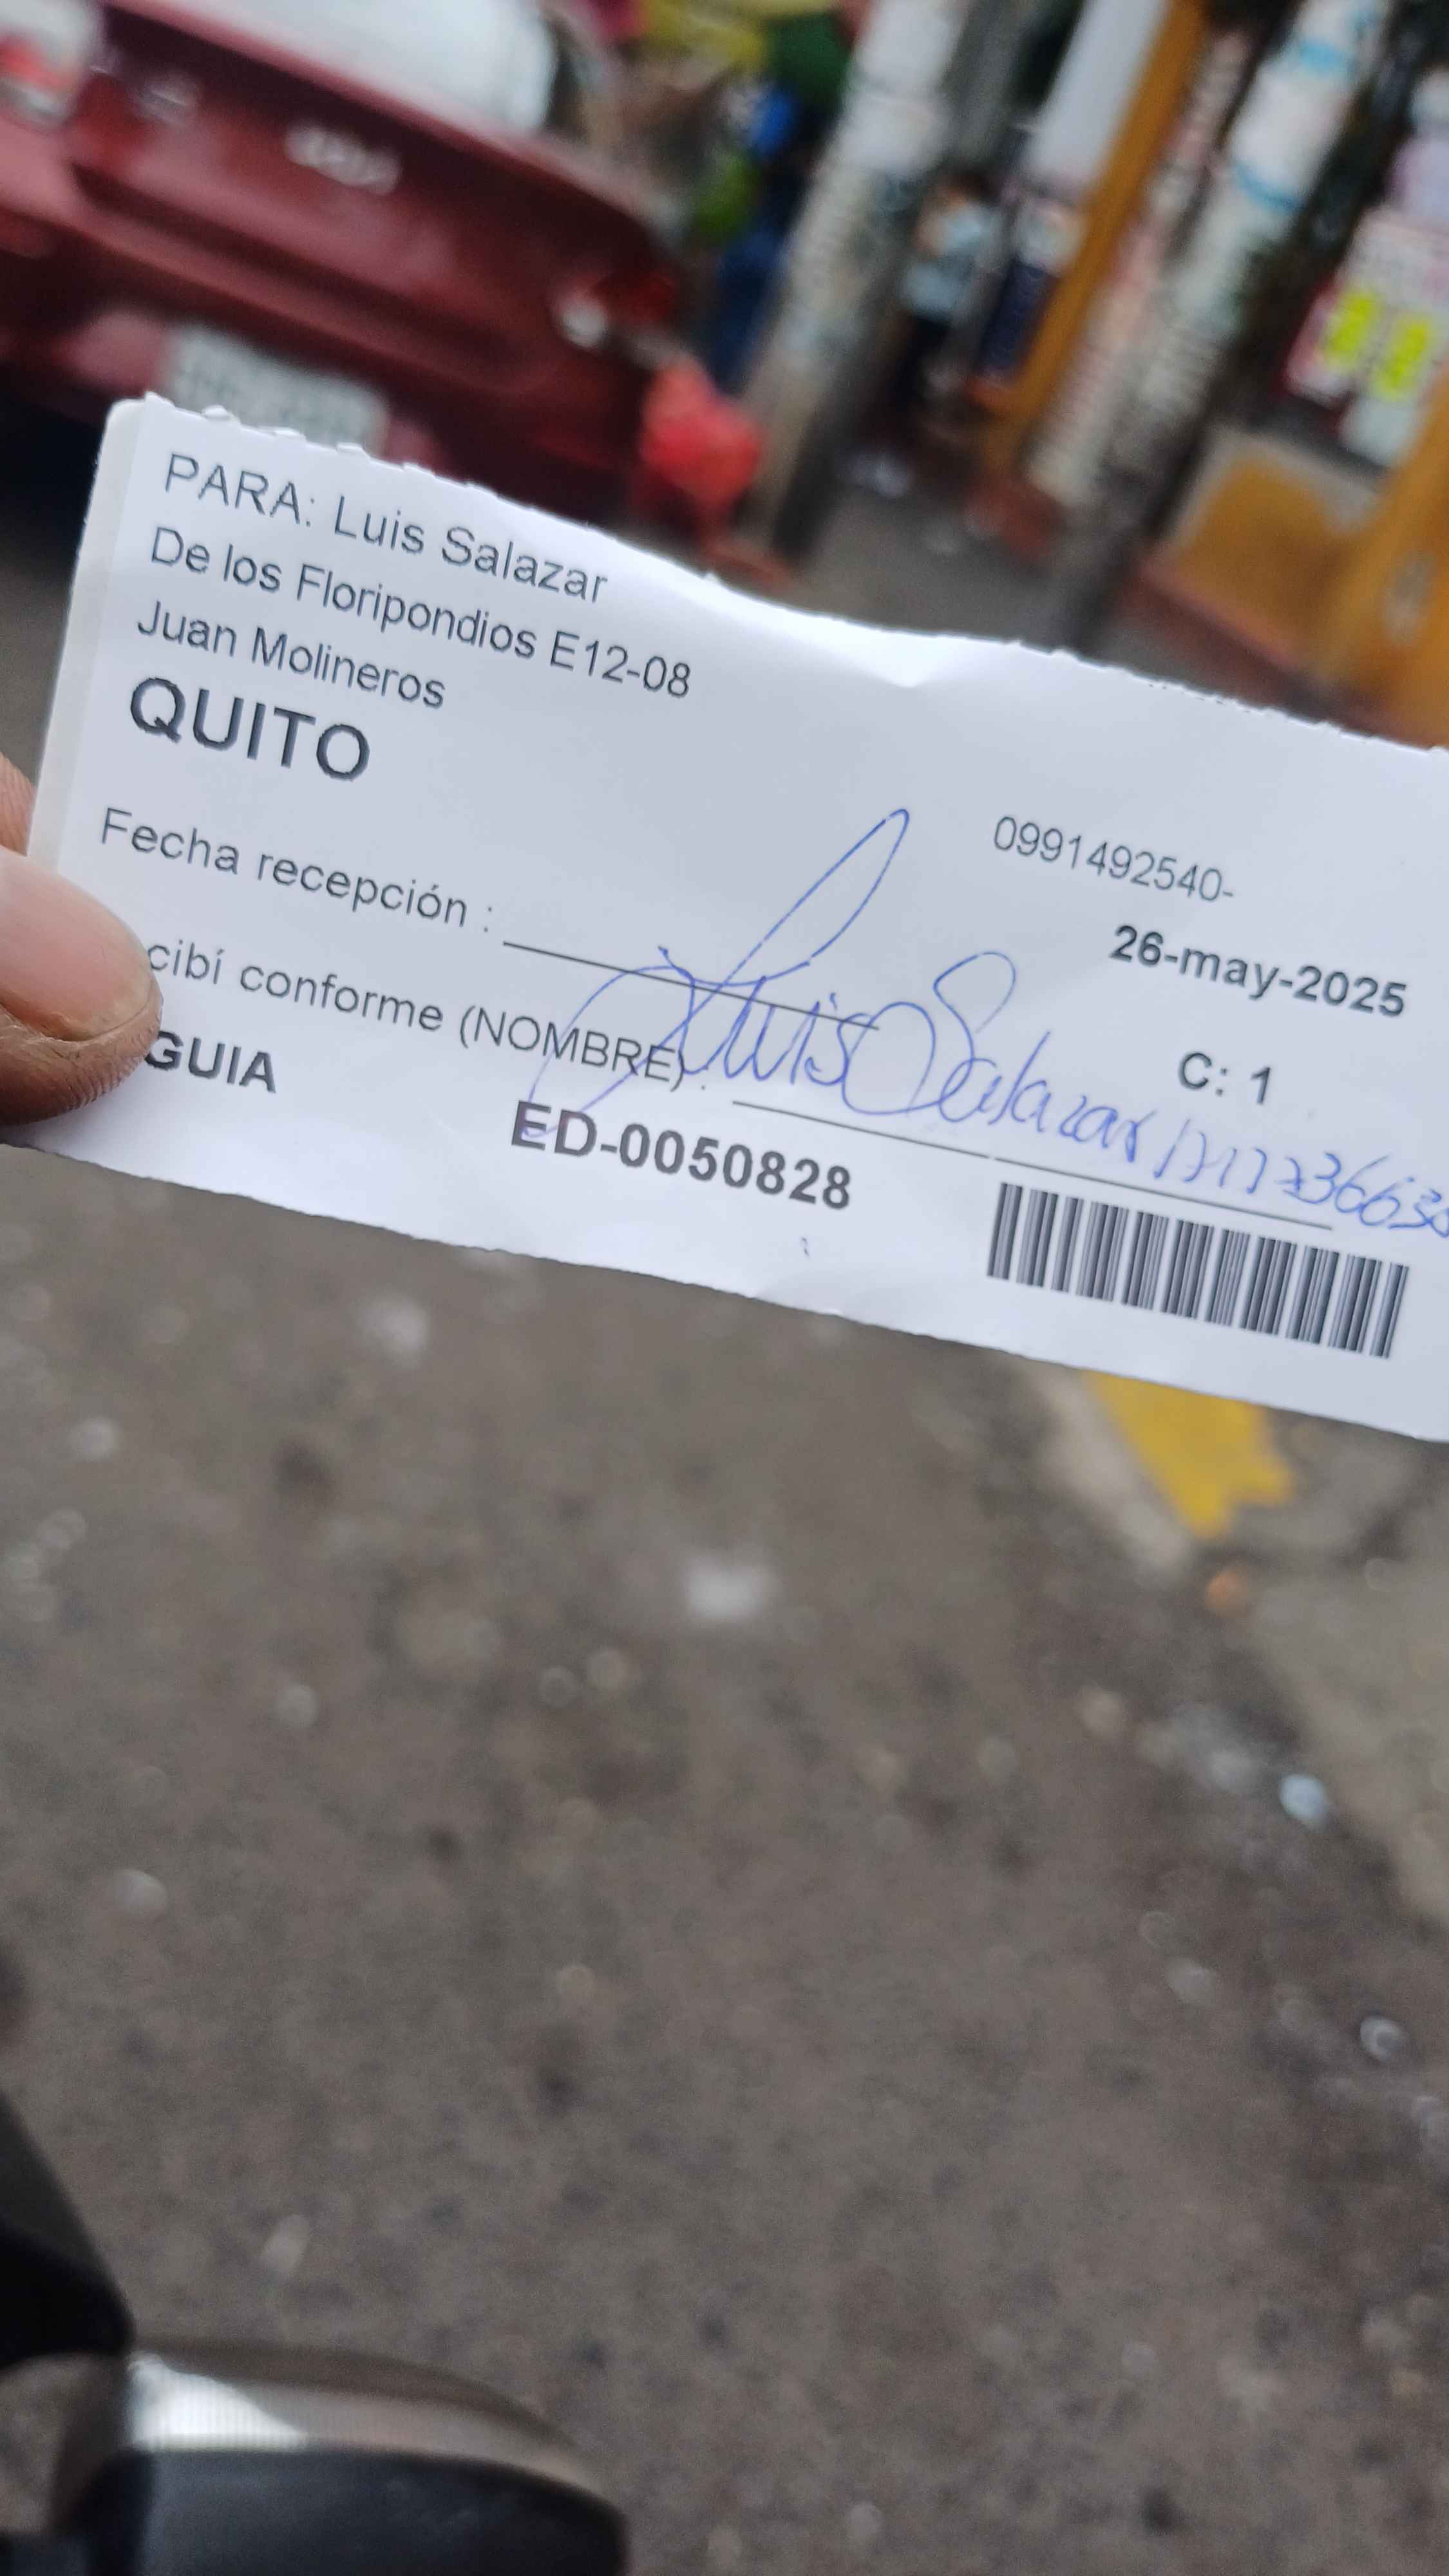 PARA: Luis Salazar
De los Floripondios E12-08
Juan Molineros
QUITO
0991492540-
Fecha recepción :
26-may-2025
cibí conforme (NOMBRE) : Luis Salazar
C: 1
GUIA
ED-0050828